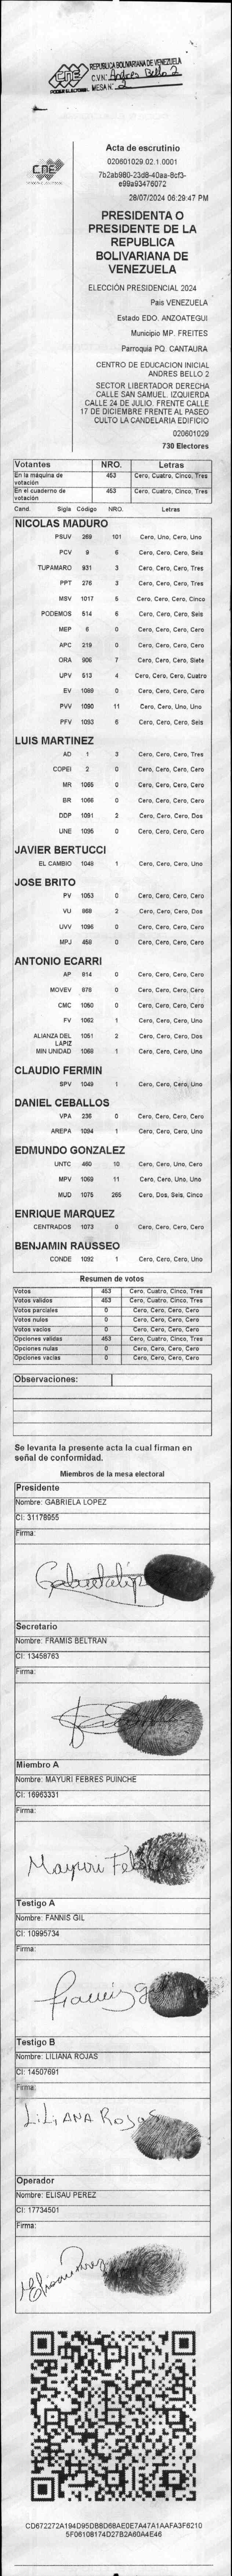 REPUBLICA BOLIVARIANA DE VENEZUELA
CNE
C.V.N°: Andres Bello 2
MESA N°: 2
PODER ELECTORAL
CNE
Acta de escrutinio
020601029.02.1.0001
7b2ab980-23d8-40aa-8cf3-
e99a93476072
28/07/2024 06:29:47 PM
PRESIDENTA O
PRESIDENTE DE LA
REPUBLICA
BOLIVARIANA DE
VENEZUELA
ELECCIÓN PRESIDENCIAL 2024
Pais VENEZUELA
Estado EDO. ANZOATEGUI
Municipio MP. FREITES
Parroquia PQ. CANTAURA
CENTRO DE EDUCACION INICIAL
ANDRES BELLO 2
SECTOR LIBERTADOR DERECHA
CALLE SAN SAMUEL. IZQUIERDA
CALLE 24 DE JULIO. FRENTE CALLE
17 DE DICIEMBRE FRENTE AL PASEO
CULTO LA CANDELARIA EDIFICIO
020601029
730 Electores
Votantes NRO. Letras
En la máquina de votación 453 Cero, Cuatro, Cinco, Tres
En el cuaderno de votación 453 Cero, Cuatro, Cinco, Tres
Cand. Sigla Código NRO. Letras
NICOLAS MADURO
PSUV 269 101 Cero, Uno, Cero, Uno
PCV 9 6 Cero, Cero, Cero, Seis
TUPAMARO 931 3 Cero, Cero, Cero, Tres
PPT 276 3 Cero, Cero, Cero, Tres
MSV 1017 5 Cero, Cero, Cero, Cinco
PODEMOS 514 6 Cero, Cero, Cero, Seis
MEP 6 0 Cero, Cero, Cero, Cero
APC 219 0 Cero, Cero, Cero, Cero
ORA 906 7 Cero, Cero, Cero, Siete
UPV 513 4 Cero, Cero, Cero, Cuatro
EV 1089 0 Cero, Cero, Cero, Cero
PVV 1090 11 Cero, Cero, Uno, Uno
PFV 1093 6 Cero, Cero, Cero, Seis
LUIS MARTINEZ
AD 1 3 Cero, Cero, Cero, Tres
COPEI 2 0 Cero, Cero, Cero, Cero
MR 1065 0 Cero, Cero, Cero, Cero
BR 1066 0 Cero, Cero, Cero, Cero
DDP 1091 2 Cero, Cero, Cero, Dos
UNE 1095 0 Cero, Cero, Cero, Cero
JAVIER BERTUCCI
EL CAMBIO 1048 1 Cero, Cero, Cero, Uno
JOSE BRITO
PV 1053 0 Cero, Cero, Cero, Cero
VU 868 2 Cero, Cero, Cero, Dos
UVV 1096 0 Cero, Cero, Cero, Cero
MPJ 458 0 Cero, Cero, Cero, Cero
ANTONIO ECARRI
AP 814 0 Cero, Cero, Cero, Cero
MOVEV 978 0 Cero, Cero, Cero, Cero
CMC 1050 0 Cero, Cero, Cero, Cero
FV 1062 1 Cero, Cero, Cero, Uno
ALIANZA DEL LAPIZ 1051 2 Cero, Cero, Cero, Dos
MIN UNIDAD 1068 1 Cero, Cero, Cero, Uno
CLAUDIO FERMIN
SPV 1049 1 Cero, Cero, Cero, Uno
DANIEL CEBALLOS
VPA 236 0 Cero, Cero, Cero, Cero
AREPA 1094 1 Cero, Cero, Cero, Uno
EDMUNDO GONZALEZ
UNTC 460 10 Cero, Cero, Uno, Cero
MPV 1069 11 Cero, Cero, Uno, Uno
MUD 1075 265 Cero, Dos, Seis, Cinco
ENRIQUE MARQUEZ
CENTRADOS 1073 0 Cero, Cero, Cero, Cero
BENJAMIN RAUSSEO
CONDE 1092 1 Cero, Cero, Cero, Uno
Resumen de votos
Votos 453 Cero, Cuatro, Cinco, Tres
Votos validos 453 Cero, Cuatro, Cinco, Tres
Votos parciales 0 Cero, Cero, Cero, Cero
Votos nulos 0 Cero, Cero, Cero, Cero
Votos vacios 0 Cero, Cero, Cero, Cero
Opciones validas 453 Cero, Cuatro, Cinco, Tres
Opciones nulas 0 Cero, Cero, Cero, Cero
Opciones vacias 0 Cero, Cero, Cero, Cero
Observaciones:
Se levanta la presente acta la cual firman en
señal de conformidad.
Miembros de la mesa electoral
Presidente
Nombre: GABRIELA LOPEZ
CI: 31178955
Firma:
Secretario
Nombre: FRAMIS BELTRAN
CI: 13458763
Firma:
Miembro A
Nombre: MAYURI FEBRES PUINCHE
CI: 16963331
Firma:
Mayuri
Testigo A
Nombre: FANNIS GIL
CI: 10995734
Firma:
Testigo B
Nombre: LILIANA ROJAS
CI: 14507691
Firma:
LILIANA Rojas
Operador
Nombre: ELISAU PEREZ
CI: 17734501
Firma:
CD672272A194D95DB8D68AE0E7A47A1AAFA3F6210
5F06108174D27B2A60A4E46